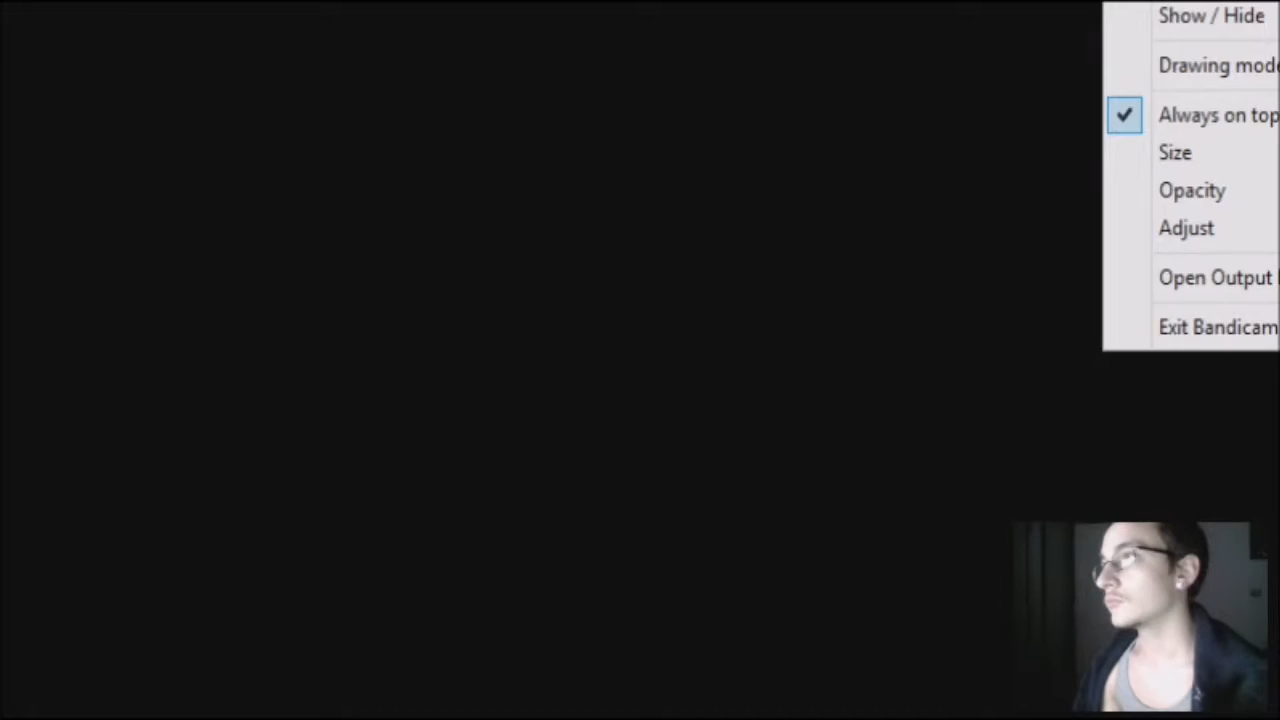 Show / Hide
Drawing mode
Always on top
Size
Opacity
Adjust
Open Output
Exit Bandicam